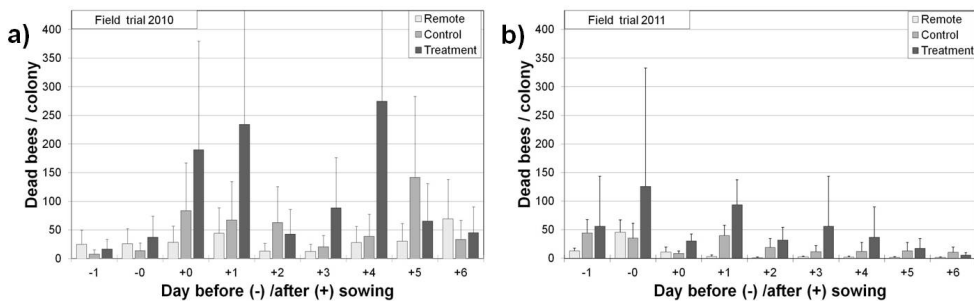 a)
Field trial 2010
Remote
Control
Treatment
Dead bees / colony
400
350
300
250
200
150
100
50
0
-1 -0 +0 +1 +2 +3 +4 +5 +6
Day before (-) /after (+) sowing
b)
Field trial 2011
Remote
Control
Treatment
Dead bees / colony
400
350
300
250
200
150
100
50
0
-1 -0 +0 +1 +2 +3 +4 +5 +6
Day before (-) /after (+) sowing